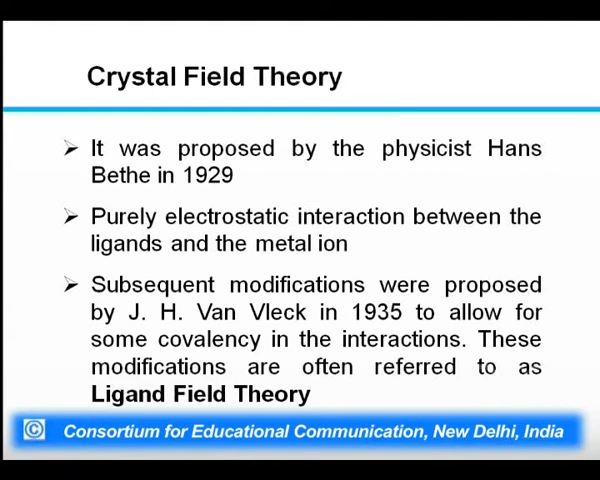 Crystal Field Theory
➢ It was proposed by the physicist Hans
Bethe in 1929
➢ Purely electrostatic interaction between the
ligands and the metal ion
➢ Subsequent modifications were proposed
by J. H. Van Vleck in 1935 to allow for
some covalency in the interactions. These
modifications are often referred to as
Ligand Field Theory
© Consortium for Educational Communication, New Delhi, India